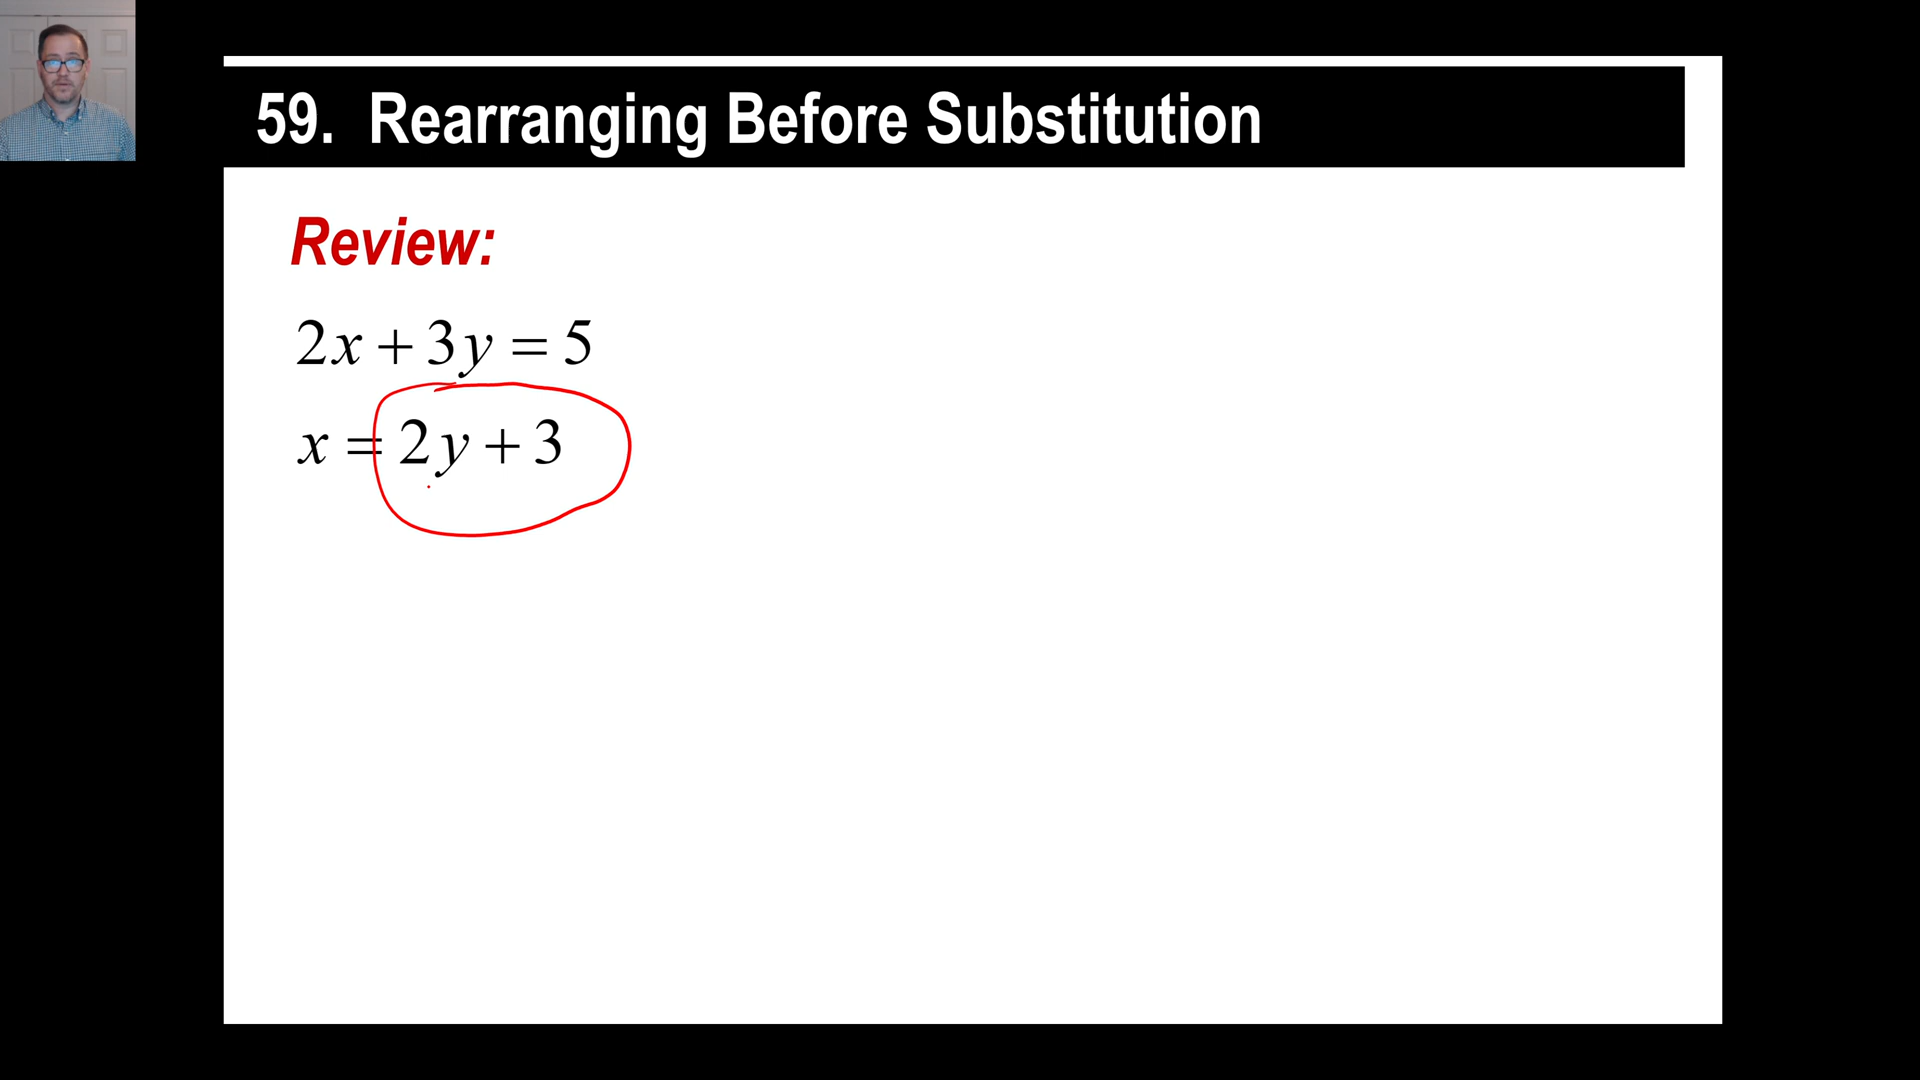 59. Rearranging Before Substitution
Review:
2x + 3y = 5
x = 2y + 3